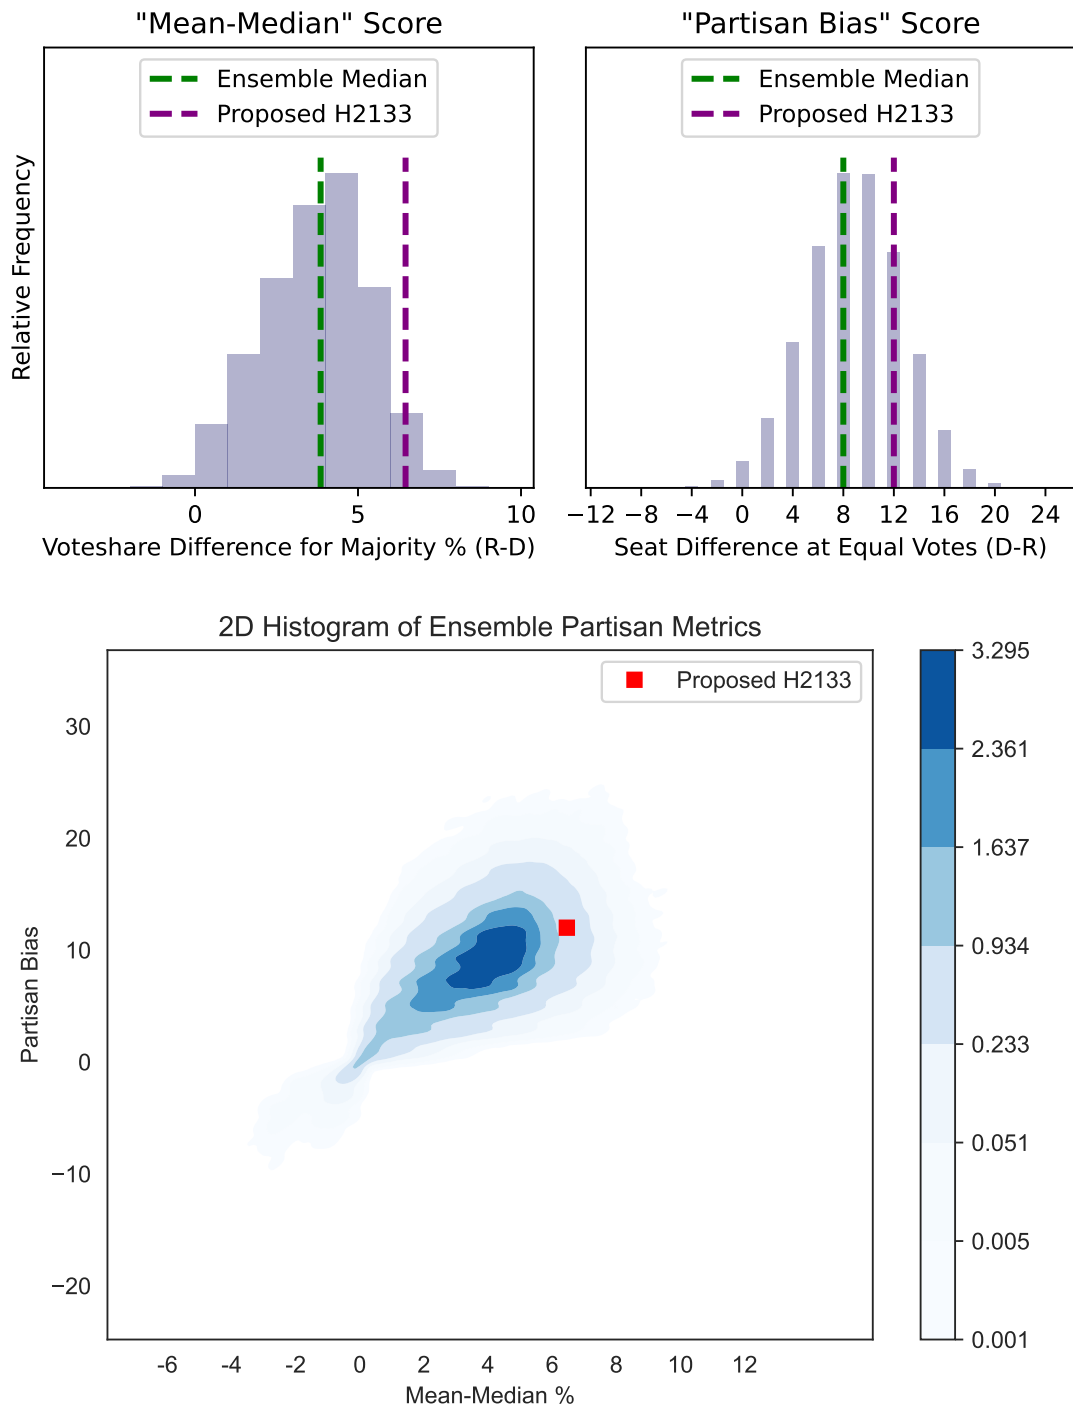 "Mean-Median" Score
Ensemble Median
Proposed H2133
Relative Frequency
0 5 10
Voteshare Difference for Majority % (R-D)
"Partisan Bias" Score
Ensemble Median
Proposed H2133
−12 −8 −4 0 4 8 12 16 20 24
Seat Difference at Equal Votes (D-R)
2D Histogram of Ensemble Partisan Metrics
Proposed H2133
Partisan Bias
30
20
10
0
−10
−20
-6 -4 -2 0 2 4 6 8 10 12
Mean-Median %
3.295
2.361
1.637
0.934
0.233
0.051
0.005
0.001